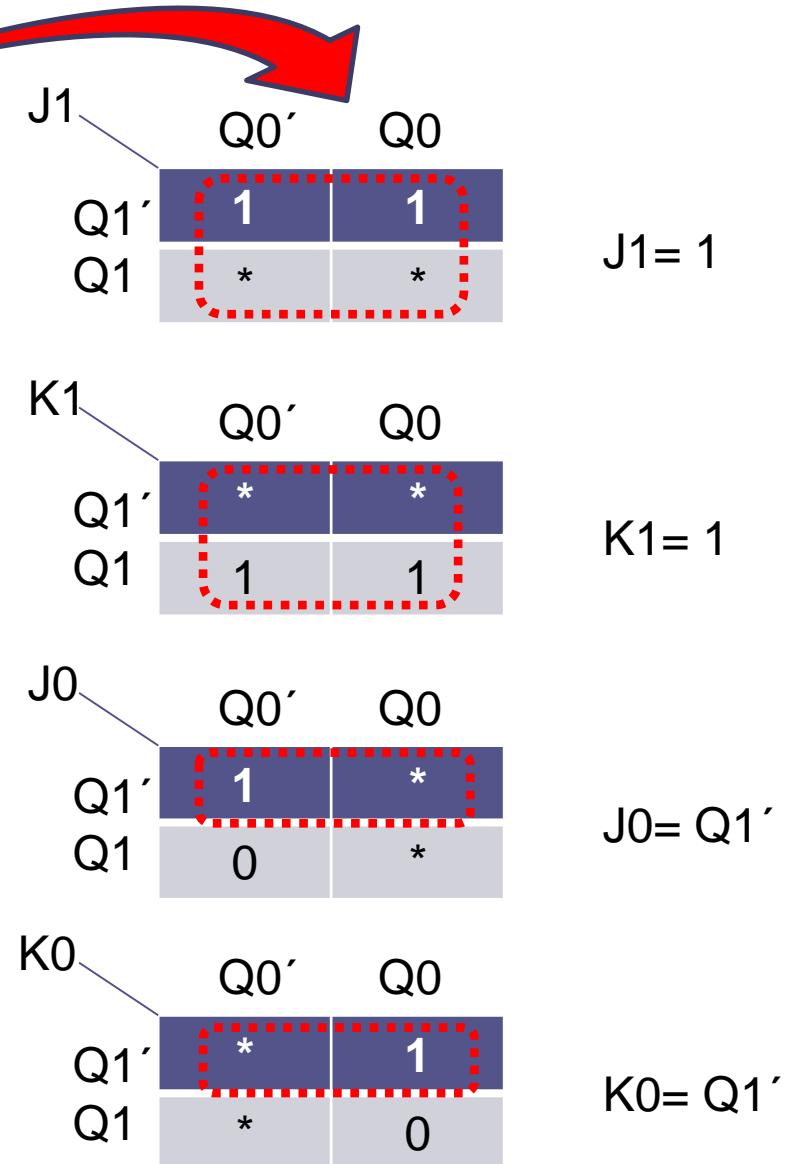 J1
Q0´ Q0
Q1´ 1 1
Q1 * *
J1= 1
K1
Q0´ Q0
Q1´ * *
Q1 1 1
K1= 1
J0
Q0´ Q0
Q1´ 1 *
Q1 0 *
J0= Q1´
K0
Q0´ Q0
Q1´ * 1
Q1 * 0
K0= Q1´